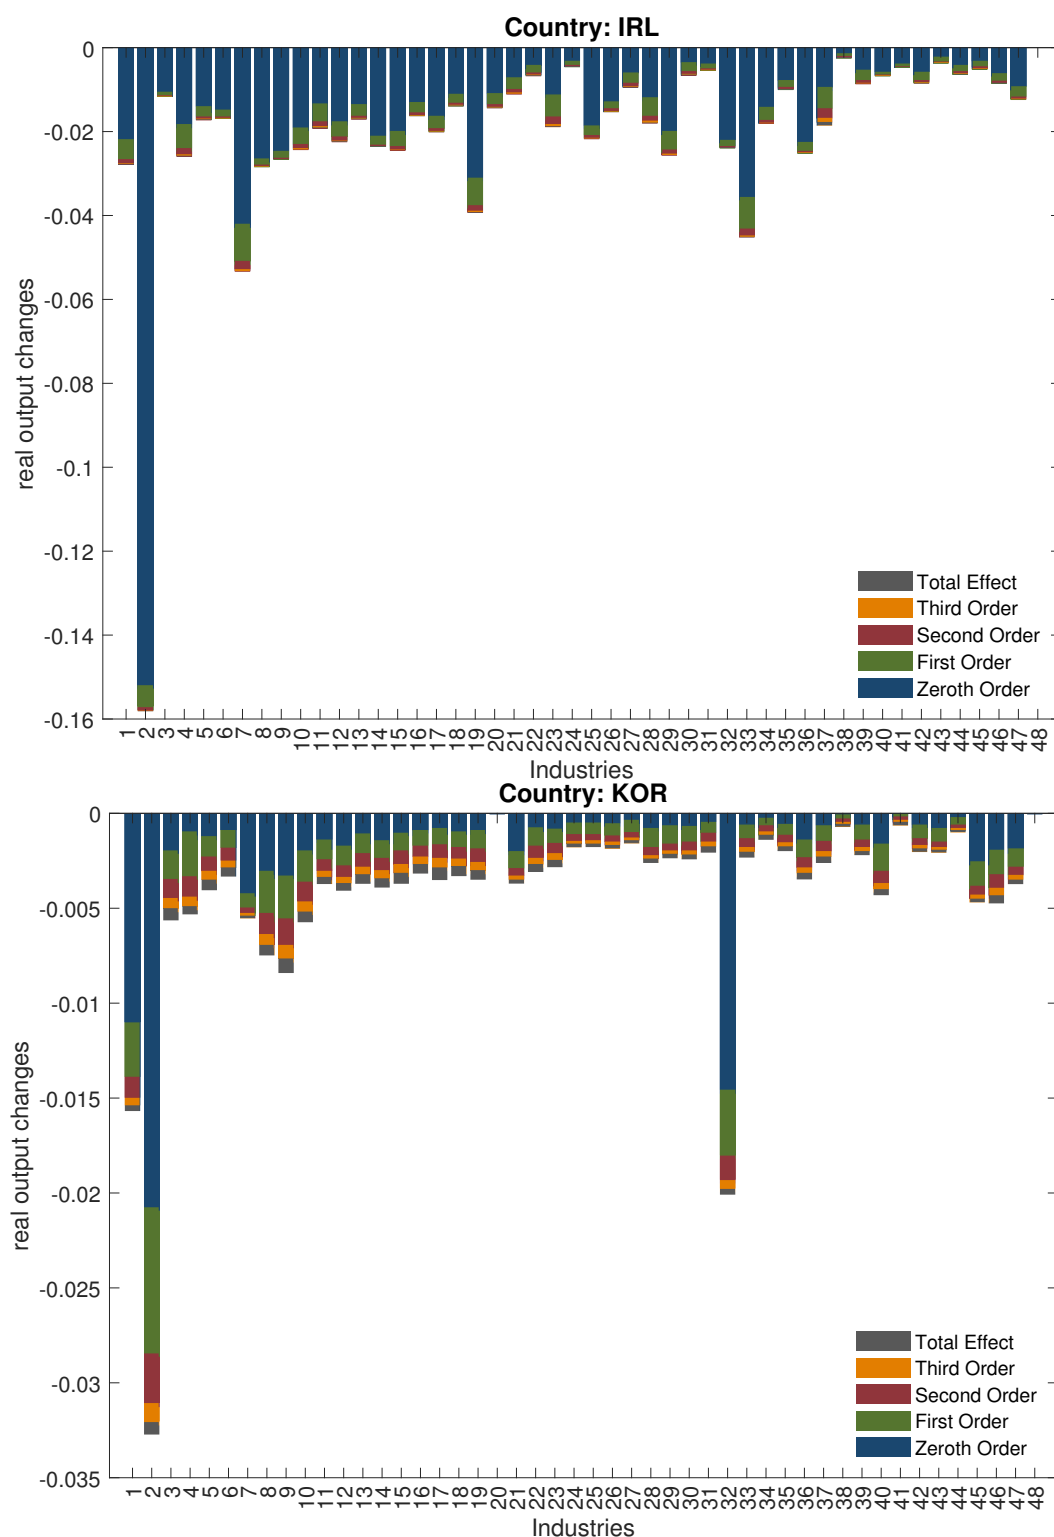 Country: IRL
0
-0.02
-0.04
-0.06
-0.08
-0.1
-0.12
-0.14
-0.16
real output changes
Total Effect
Third Order
Second Order
First Order
Zeroth Order
1 2 3 4 5 6 7 8 9 10 11 12 13 14 15 16 17 18 19 20 21 22 23 24 25 26 27 28 29 30 31 32 33 34 35 36 37 38 39 40 41 42 43 44 45 46 47 48
Industries
Country: KOR
0
-0.005
-0.01
-0.015
-0.02
-0.025
-0.03
-0.035
real output changes
Total Effect
Third Order
Second Order
First Order
Zeroth Order
1 2 3 4 5 6 7 8 9 10 11 12 13 14 15 16 17 18 19 20 21 22 23 24 25 26 27 28 29 30 31 32 33 34 35 36 37 38 39 40 41 42 43 44 45 46 47 48
Industries